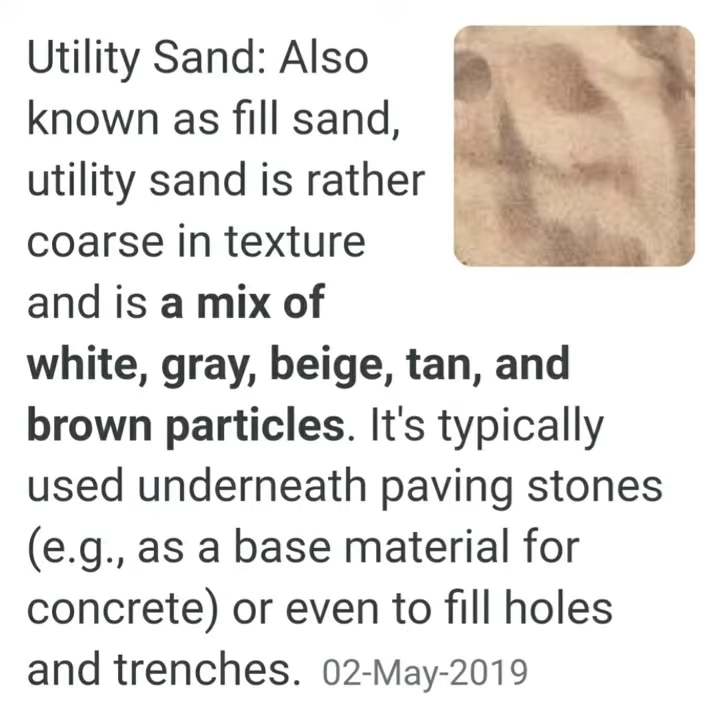 Utility Sand: Also
known as fill sand,
utility sand is rather
coarse in texture
and is a mix of
white, gray, beige, tan, and
brown particles. It's typically
used underneath paving stones
(e.g., as a base material for
concrete) or even to fill holes
and trenches. 02-May-2019